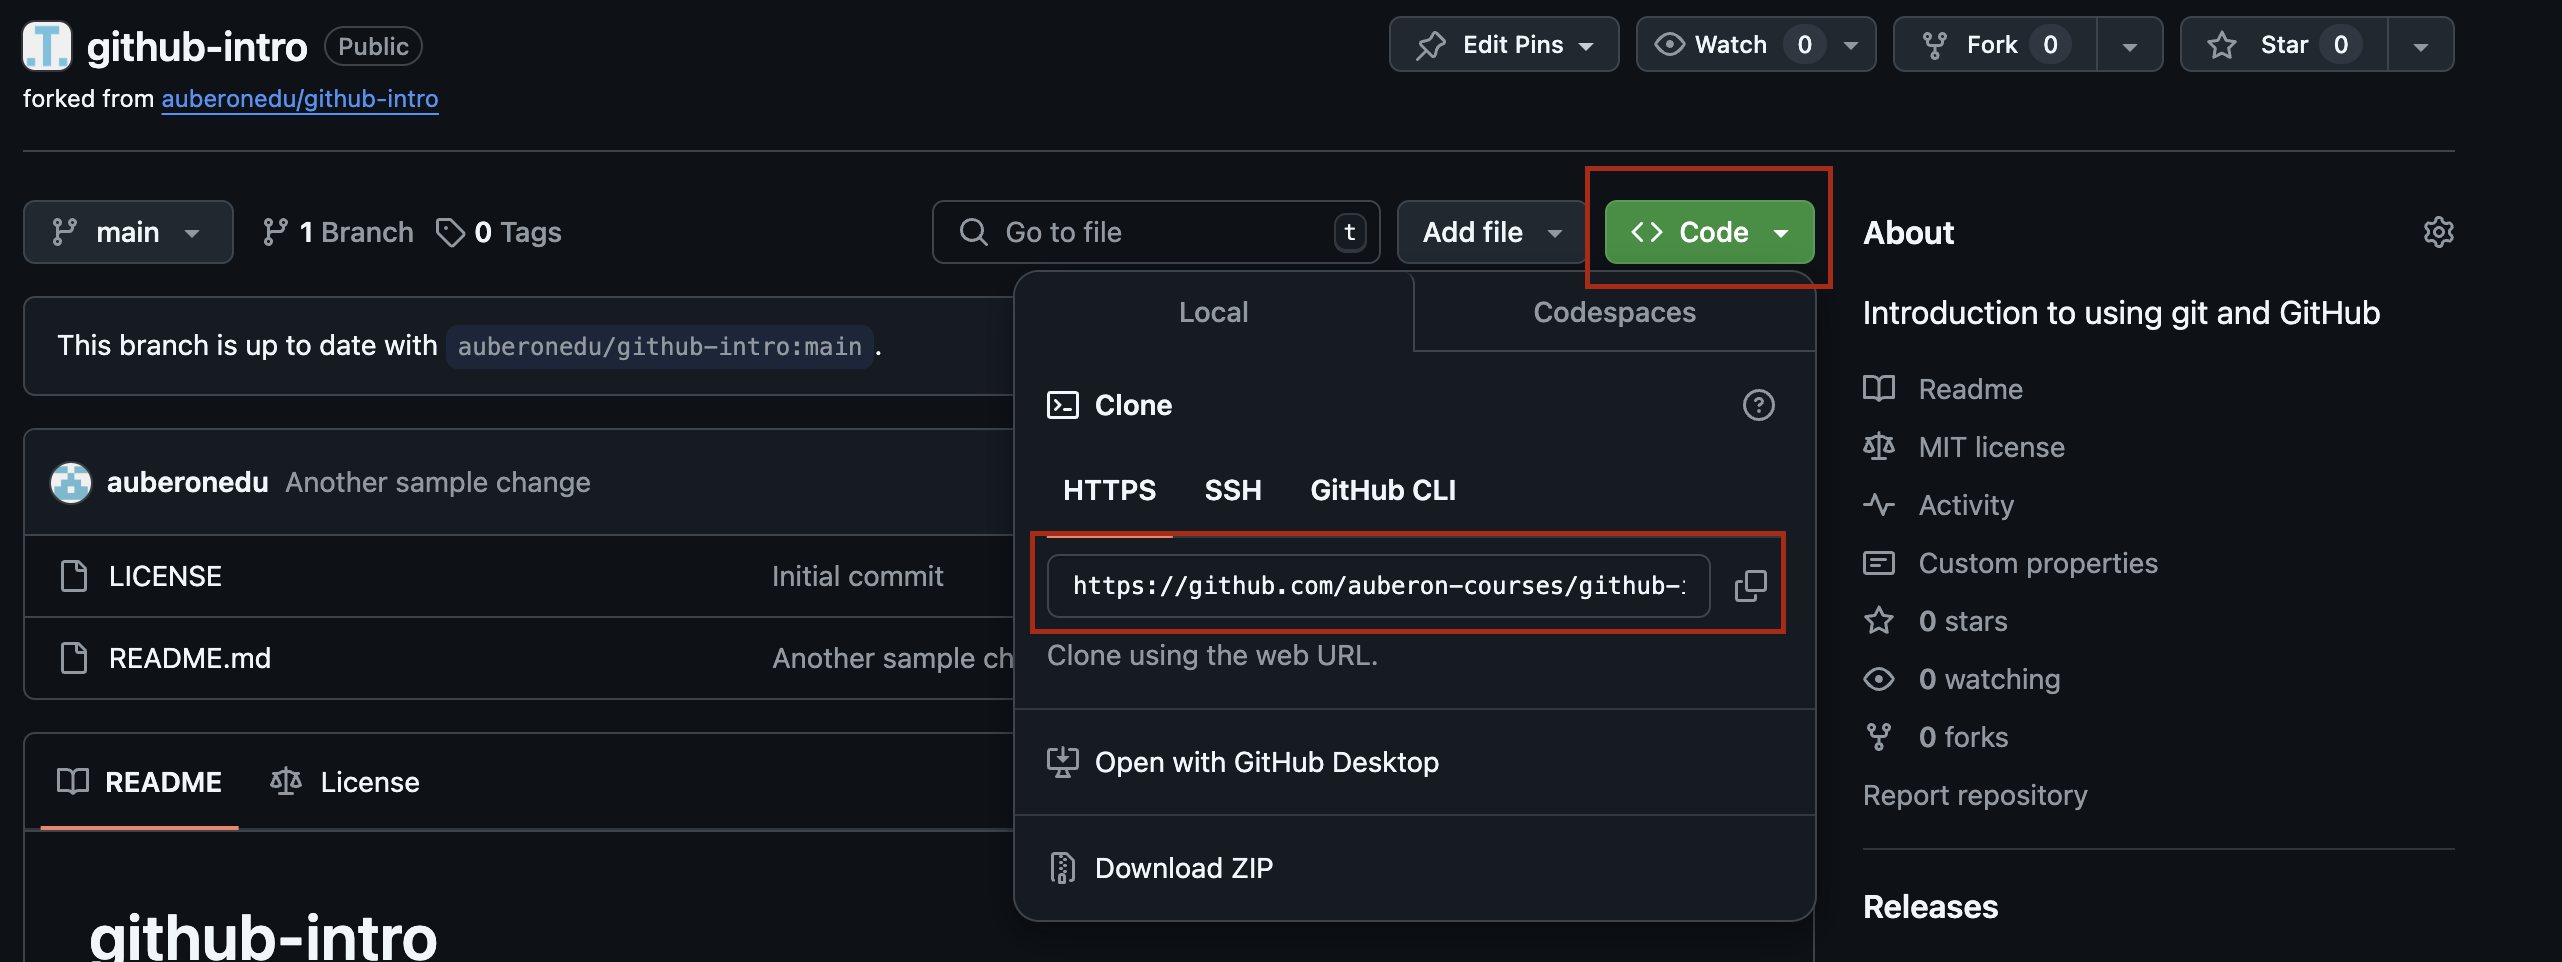 github-intro Public
Edit Pins Watch 0 Fork 0 Star 0
forked from auberonedu/github-intro
main 1 Branch 0 Tags
Go to file t Add file Code
About
Local Codespaces
Introduction to using git and GitHub
This branch is up to date with auberonedu/github-intro:main .
Clone
Readme
MIT license
auberonedu Another sample change
HTTPS SSH GitHub CLI
Activity
Custom properties
LICENSE Initial commit
https://github.com/auberon-courses/github-
0 stars
README.md Another sample ch
Clone using the web URL.
0 watching
0 forks
Open with GitHub Desktop
README License
Report repository
Download ZIP
Releases
github-intro